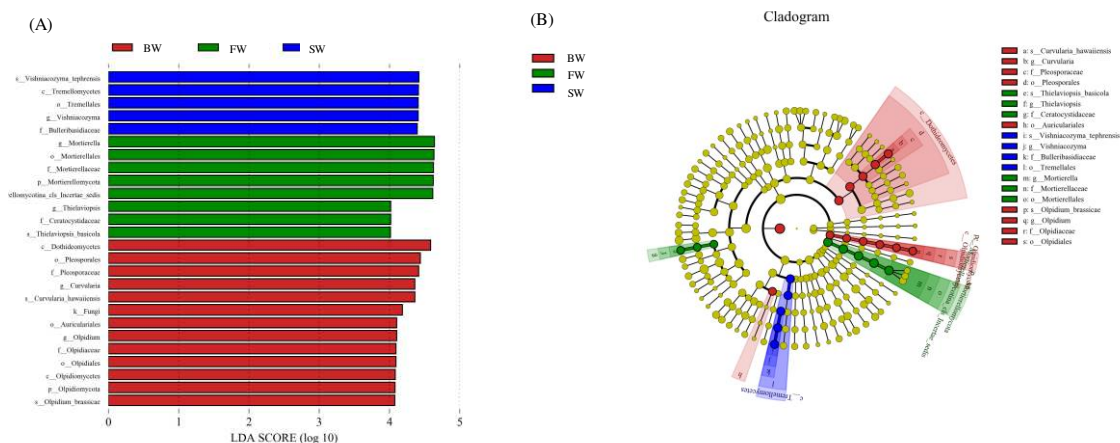 (A)
BW FW SW
s__Vishniacozyma_tephrensis
c__Tremellomycetes
o__Tremellales
g__Vishniacozyma
f__Bulleribasidiaceae
g__Mortierella
o__Mortierellales
f__Mortierellaceae
p__Mortierellomycota
ellomycotina_cls_Incertae_sedis
g__Thielaviopsis
f__Ceratocystidaceae
s__Thielaviopsis_basicola
c__Dothideomycetes
o__Pleosporales
f__Pleosporaceae
g__Curvularia
s__Curvularia_hawaiiensis
k__Fungi
o__Auriculariales
g__Olpidium
f__Olpidiaceae
o__Olpidiales
c__Olpidiomycetes
p__Olpidiomycota
s__Olpidium_brassicae
0 1 2 3 4 5
LDA SCORE (log 10)
(B)
Cladogram
BW
FW
SW
c__Dothideomycetes
c__Tremellomycetes
a: s__Curvularia_hawaiiensis
b: g__Curvularia
c: f__Pleosporaceae
d: o__Pleosporales
e: s__Thielaviopsis_basicola
f: g__Thielaviopsis
g: f__Ceratocystidaceae
h: o__Auriculariales
i: s__Vishniacozyma_tephrensis
j: g__Vishniacozyma
k: f__Bulleribasidiaceae
l: o__Tremellales
m: g__Mortierella
n: f__Mortierellaceae
o: o__Mortierellales
p: s__Olpidium_brassicae
q: g__Olpidium
r: f__Olpidiaceae
s: o__Olpidiales